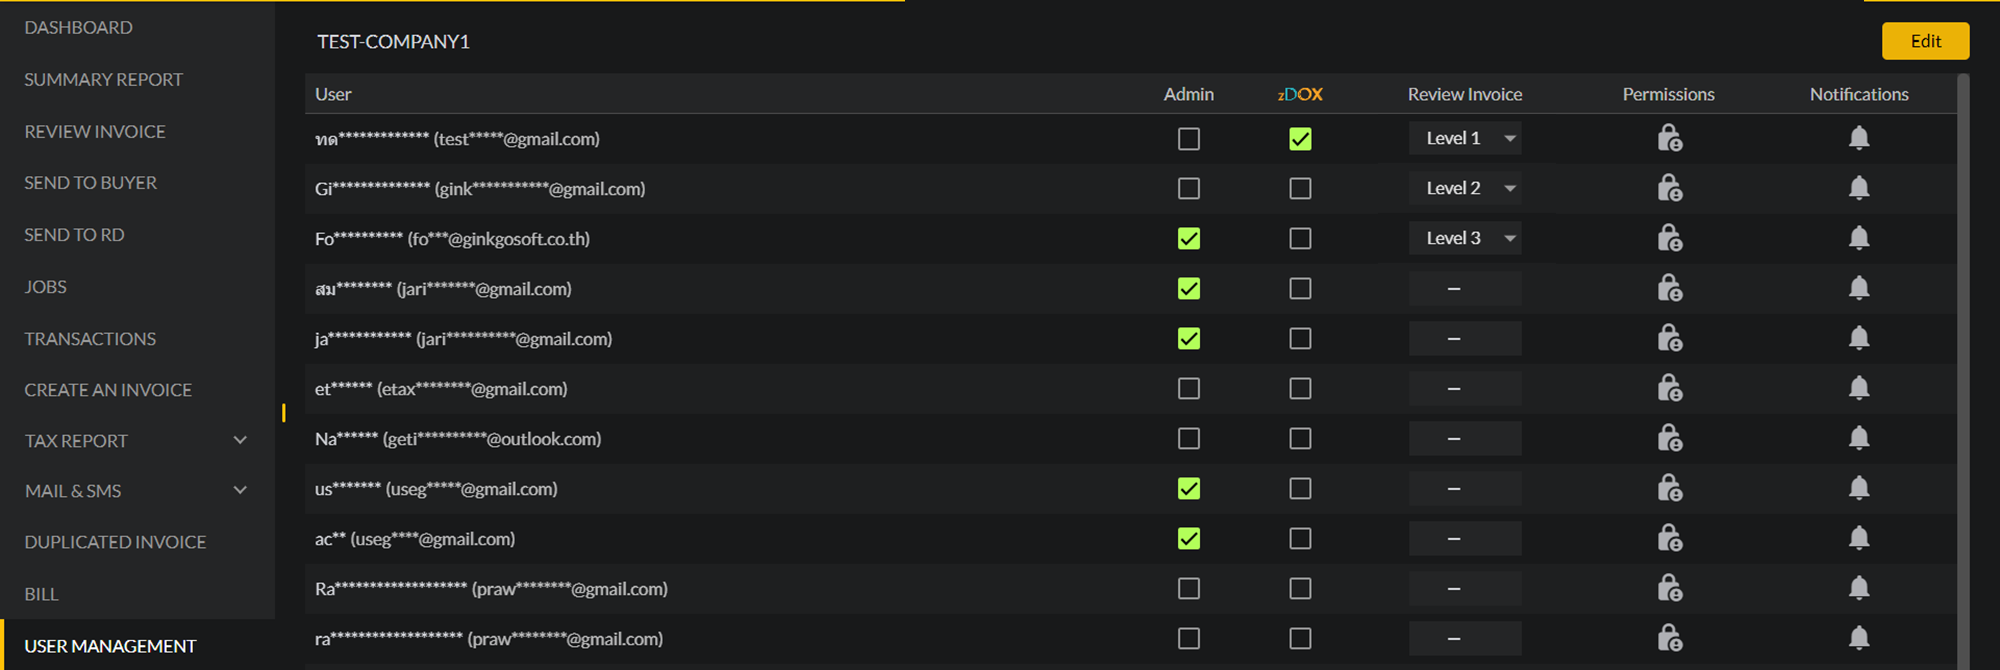 DASHBOARD
SUMMARY REPORT
REVIEW INVOICE
SEND TO BUYER
SEND TO RD
JOBS
TRANSACTIONS
CREATE AN INVOICE
TAX REPORT
MAIL & SMS
DUPLICATED INVOICE
BILL
USER MANAGEMENT
TEST-COMPANY1
Edit
User Admin zDOX Review Invoice Permissions Notifications
ทด************* (test*****@gmail.com) Level 1
Gi************** (gink***********@gmail.com) Level 2
Fo********** (fo***@ginkgosoft.co.th) Level 3
สม******** (jari*******@gmail.com) –
ja************ (jari**********@gmail.com) –
et****** (etax********@gmail.com) –
Na****** (geti**********@outlook.com) –
us******* (useg*****@gmail.com) –
ac** (useg****@gmail.com) –
Ra******************* (praw********@gmail.com) –
ra******************* (praw********@gmail.com) –